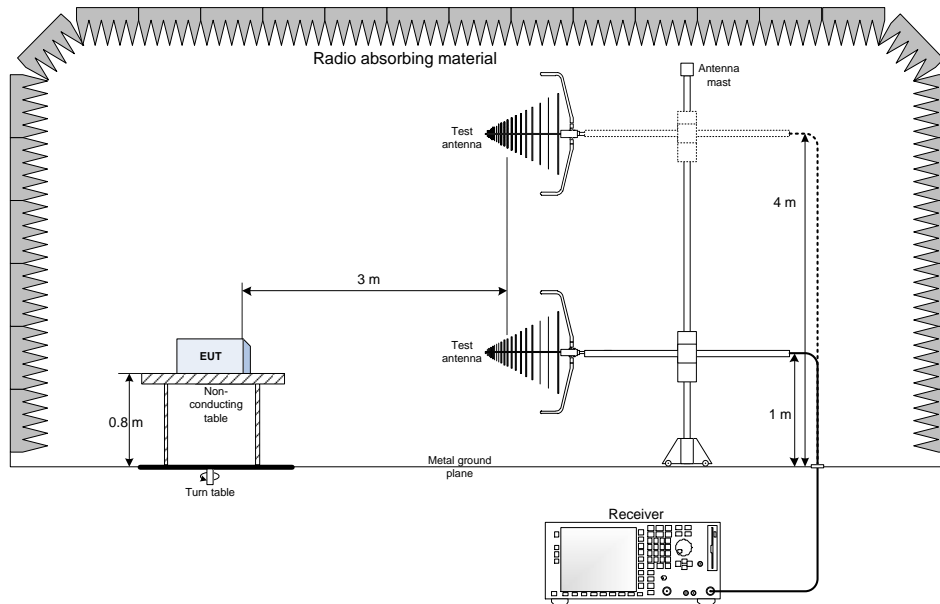 Radio absorbing material
Antenna
mast
Test
antenna
4 m
3 m
Test
antenna
EUT
Non-
conducting
table
0.8 m
1 m
Metal ground
plane
Turn table
Receiver